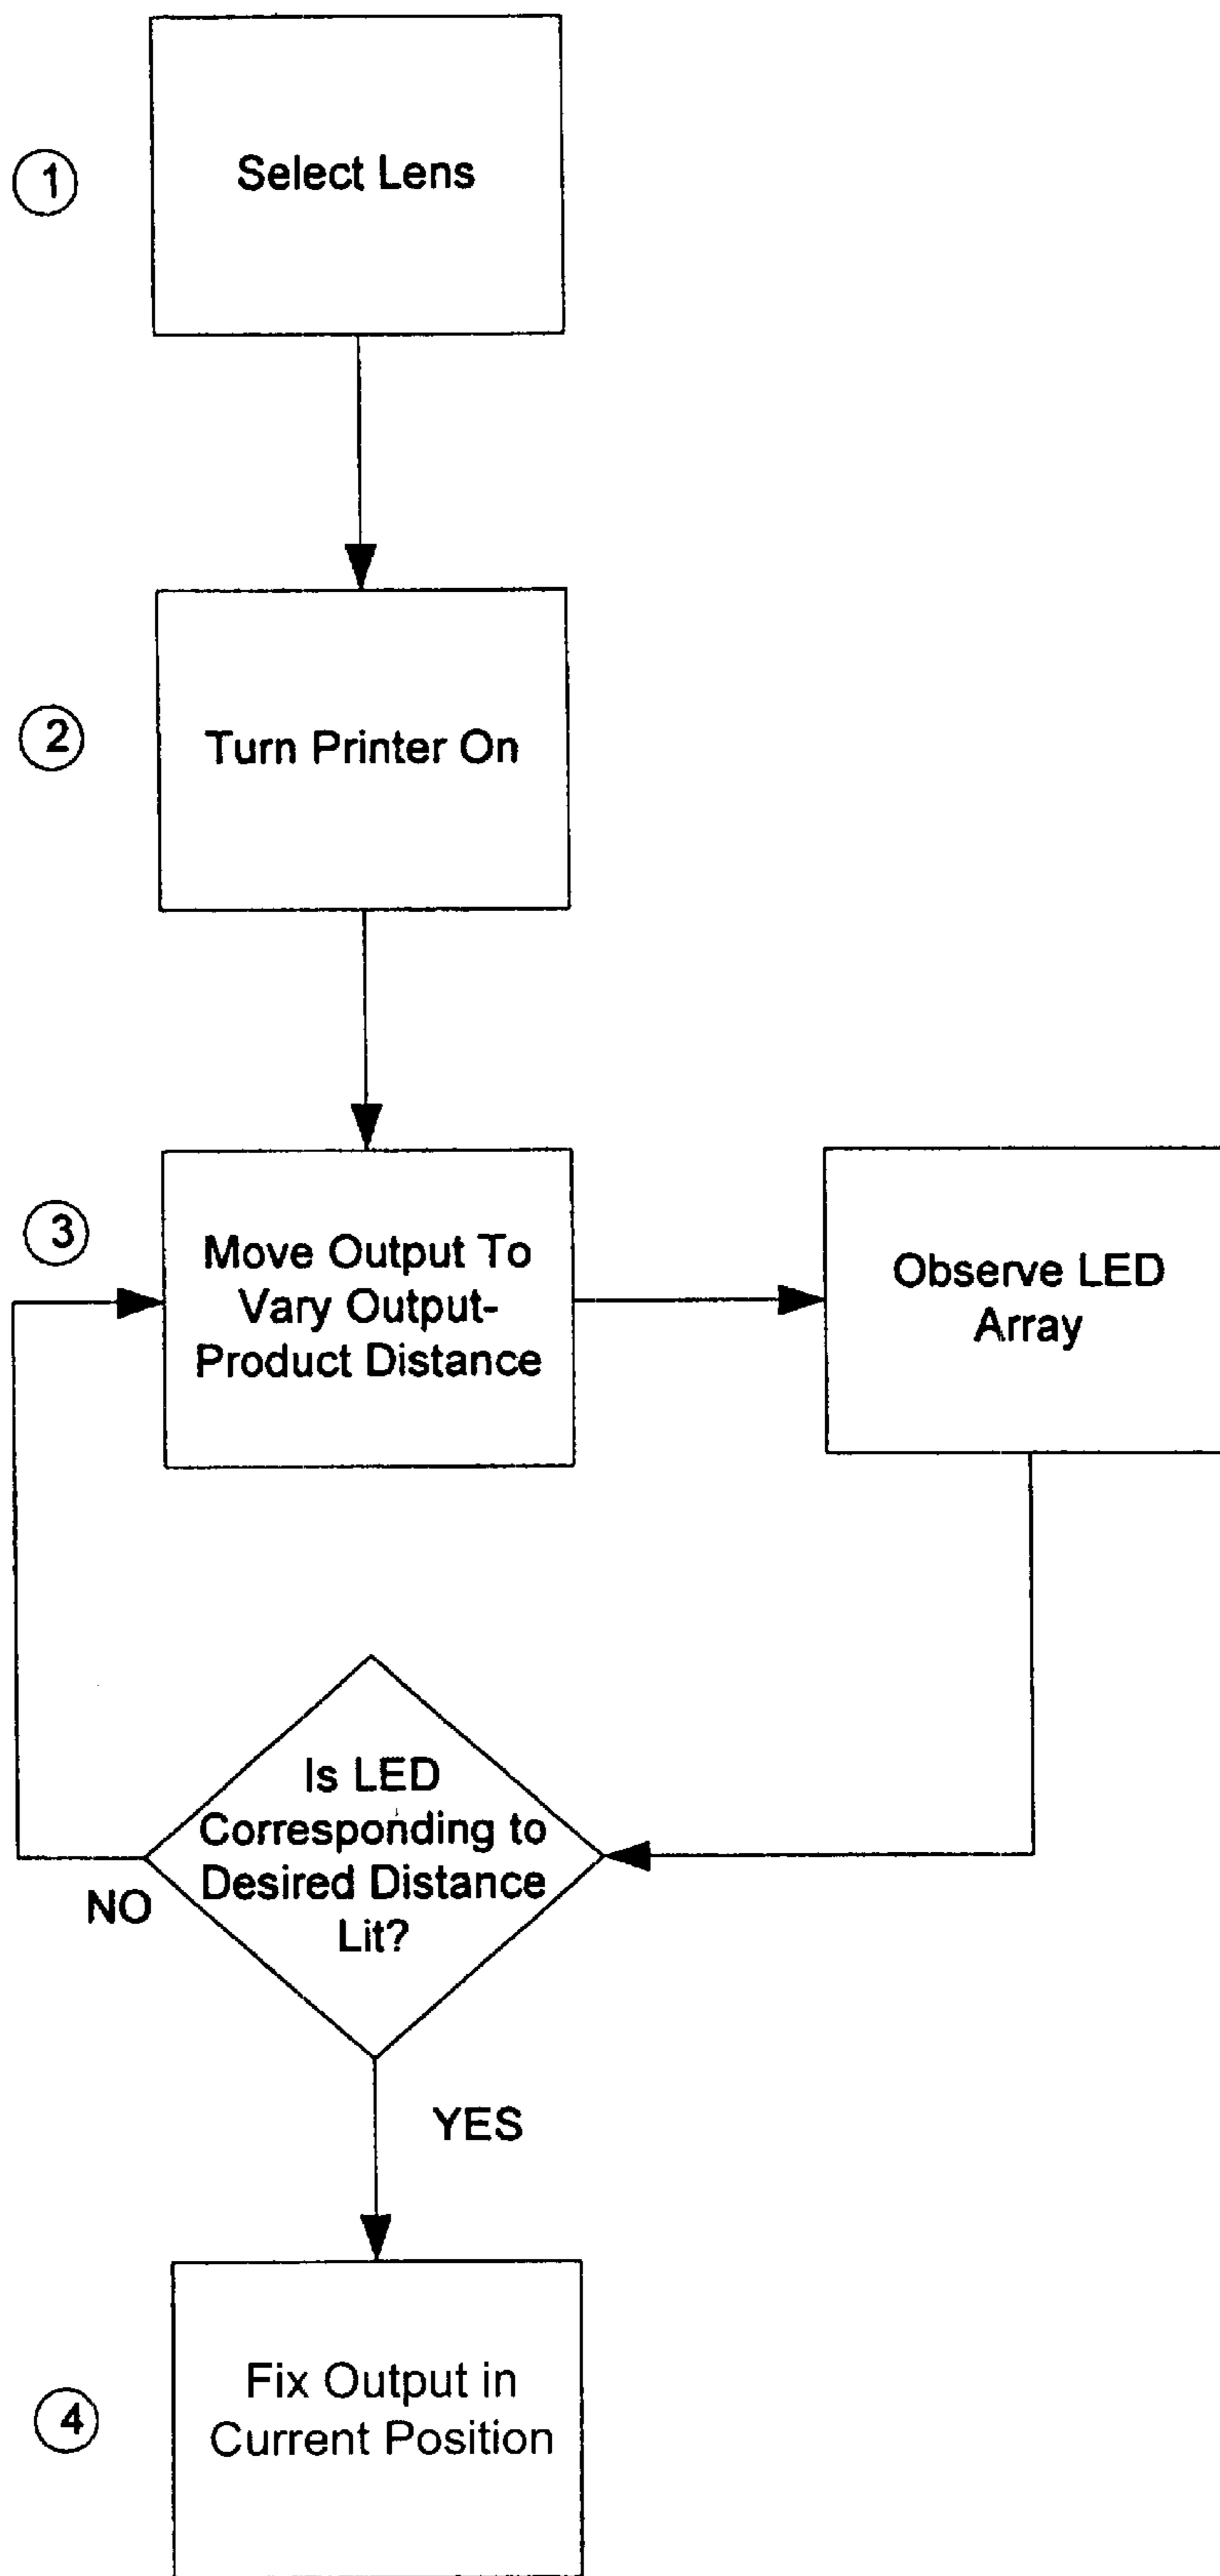 1
Select Lens
2
Turn Printer On
3
Move Output To
Vary Output-
Product Distance
Observe LED
Array
Is LED
Corresponding to
Desired Distance
Lit?
NO
YES
4
Fix Output in
Current Position